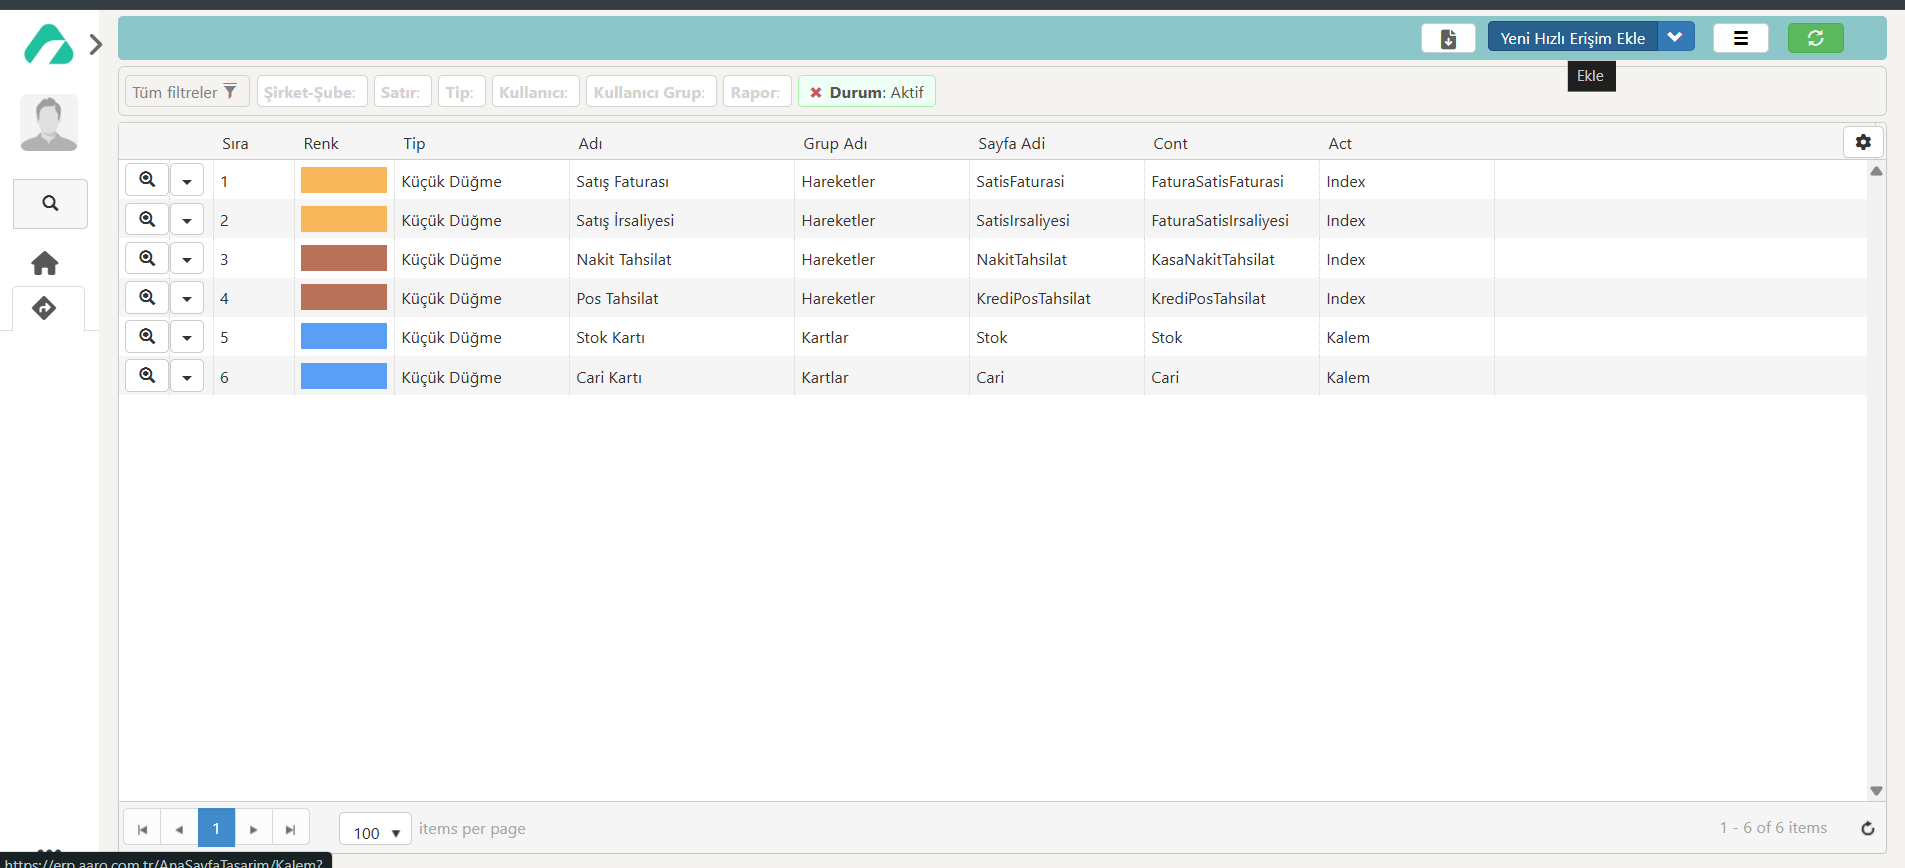 Yeni Hızlı Erişim Ekle
Ekle
Tüm filtreler Şirket-Şube: Satır: Tip: Kullanıcı: Kullanıcı Grup: Rapor: Durum: Aktif
Sıra Renk Tip Adı Grup Adı Sayfa Adi Cont Act
1 Küçük Düğme Satış Faturası Hareketler SatisFaturasi FaturaSatisFaturasi Index
2 Küçük Düğme Satış İrsaliyesi Hareketler SatisIrsaliyesi FaturaSatisIrsaliyesi Index
3 Küçük Düğme Nakit Tahsilat Hareketler NakitTahsilat KasaNakitTahsilat Index
4 Küçük Düğme Pos Tahsilat Hareketler KrediPosTahsilat KrediPosTahsilat Index
5 Küçük Düğme Stok Kartı Kartlar Stok Stok Kalem
6 Küçük Düğme Cari Kartı Kartlar Cari Cari Kalem
1 100 items per page 1 - 6 of 6 items
https://erp.aaro.com.tr/AnaSayfaTasarim/Kalem?